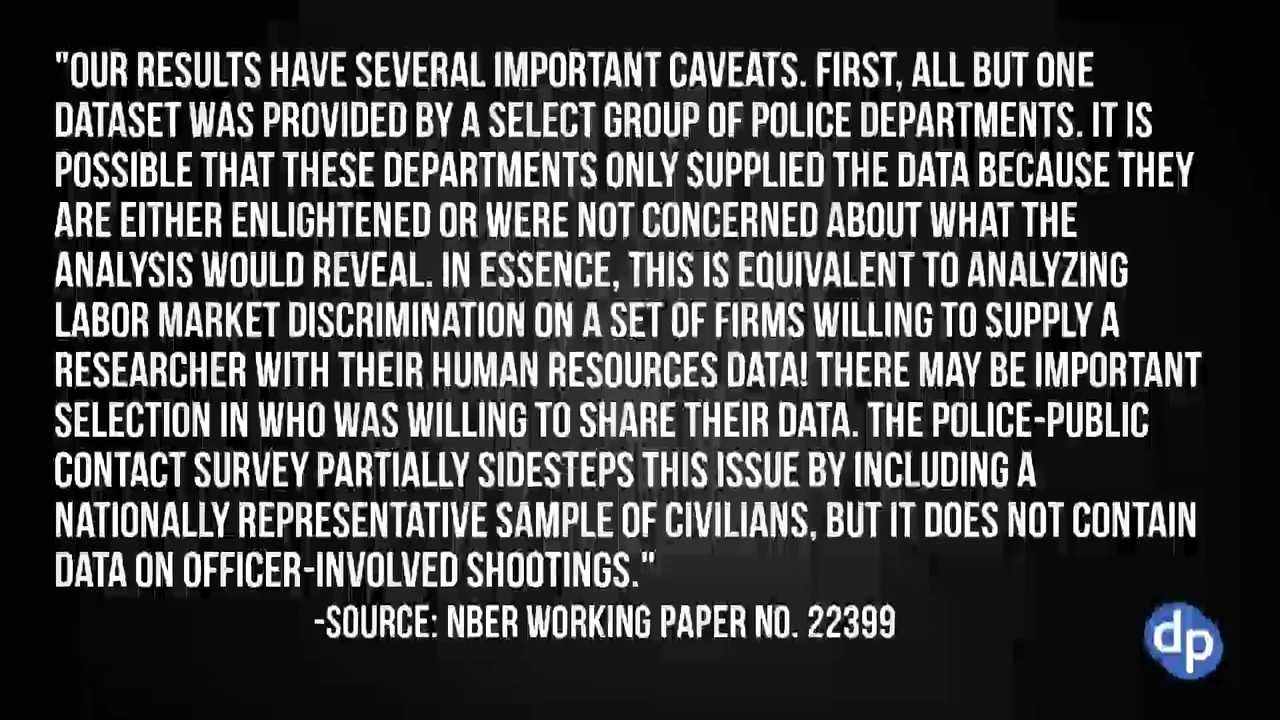 "OUR RESULTS HAVE SEVERAL IMPORTANT CAVEATS. FIRST, ALL BUT ONE
DATASET WAS PROVIDED BY A SELECT GROUP OF POLICE DEPARTMENTS. IT IS
POSSIBLE THAT THESE DEPARTMENTS ONLY SUPPLIED THE DATA BECAUSE THEY
ARE EITHER ENLIGHTENED OR WERE NOT CONCERNED ABOUT WHAT THE
ANALYSIS WOULD REVEAL. IN ESSENCE, THIS IS EQUIVALENT TO ANALYZING
LABOR MARKET DISCRIMINATION ON A SET OF FIRMS WILLING TO SUPPLY A
RESEARCHER WITH THEIR HUMAN RESOURCES DATA! THERE MAY BE IMPORTANT
SELECTION IN WHO WAS WILLING TO SHARE THEIR DATA. THE POLICE-PUBLIC
CONTACT SURVEY PARTIALLY SIDESTEPS THIS ISSUE BY INCLUDING A
NATIONALLY REPRESENTATIVE SAMPLE OF CIVILIANS, BUT IT DOES NOT CONTAIN
DATA ON OFFICER-INVOLVED SHOOTINGS."
-SOURCE: NBER WORKING PAPER NO. 22399
dp